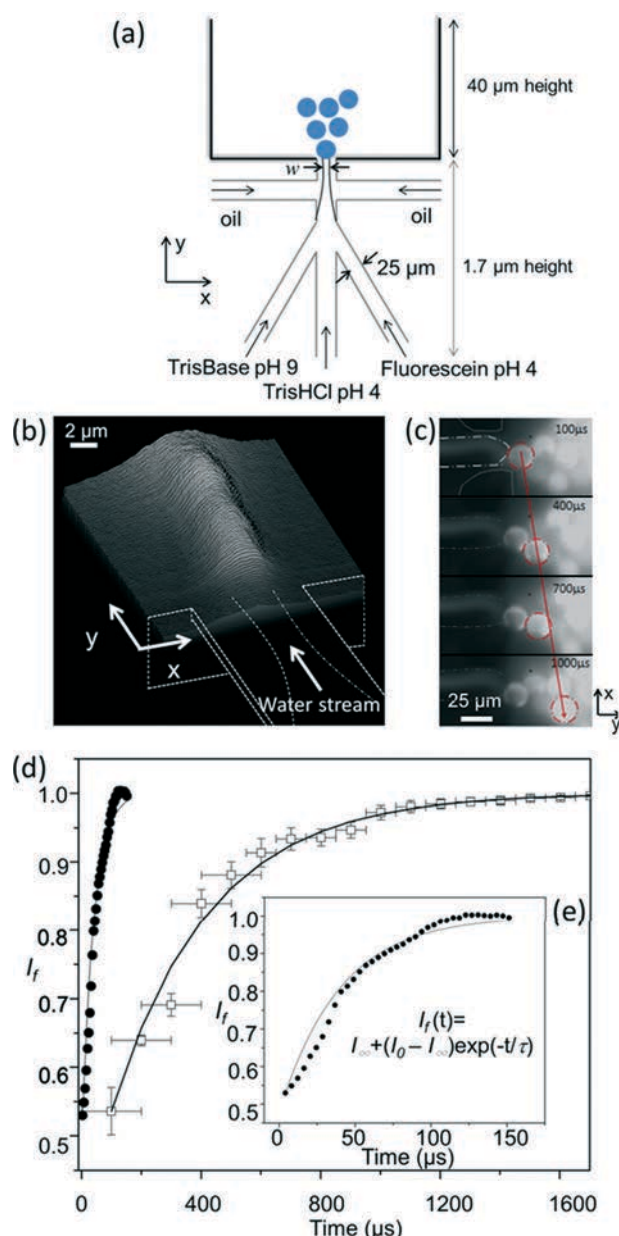 (a)
40 µm height
w
oil
oil
y
x
25 µm
1.7 µm height
TrisBase pH 9
TrisHCl pH 4
Fluorescein pH 4
(b)
2 µm
y
x
Water stream
(c)
100µs
400µs
700µs
1000µs
25 µm
x
y
(d)
1.0
0.9
0.8
0.7
0.6
0.5
I_f
0
400
800
1200
1600
Time (µs)
(e)
1.0
0.9
0.8
0.7
0.6
0.5
I_f
I_f(t)=
I_∞+(I_0 – I_∞)exp(-t/τ)
0
50
100
150
Time (µs)